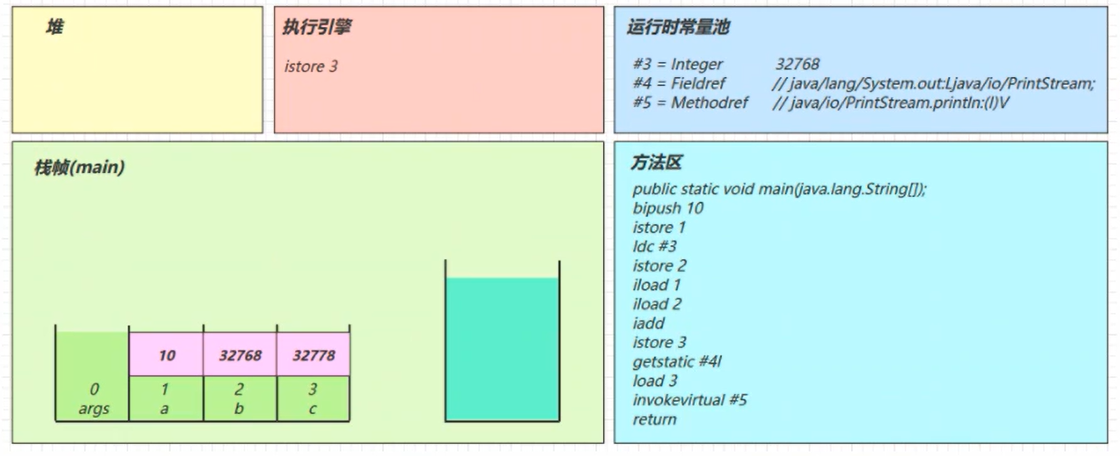 堆
执行引擎
istore 3
运行时常量池
#3 = Integer 32768
#4 = Fieldref // java/lang/System.out:Ljava/io/PrintStream;
#5 = Methodref // java/io/PrintStream.println:(I)V
栈帧(main)
10 32768 32778
0 1 2 3
args a b c
方法区
public static void main(java.lang.String[]);
bipush 10
istore 1
ldc #3
istore 2
iload 1
iload 2
iadd
istore 3
getstatic #4l
load 3
invokevirtual #5
return